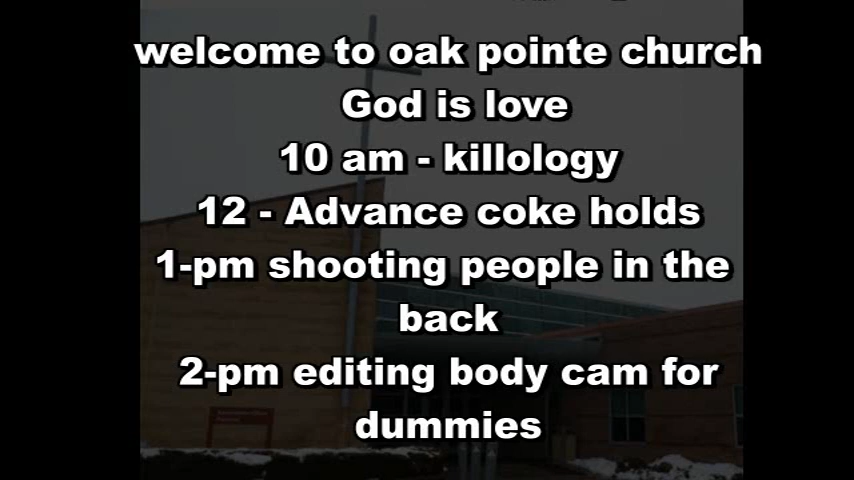 welcome to oak pointe church
God is love
10 am - killology
12 - Advance coke holds
1-pm shooting people in the
back
2-pm editing body cam for
dummies